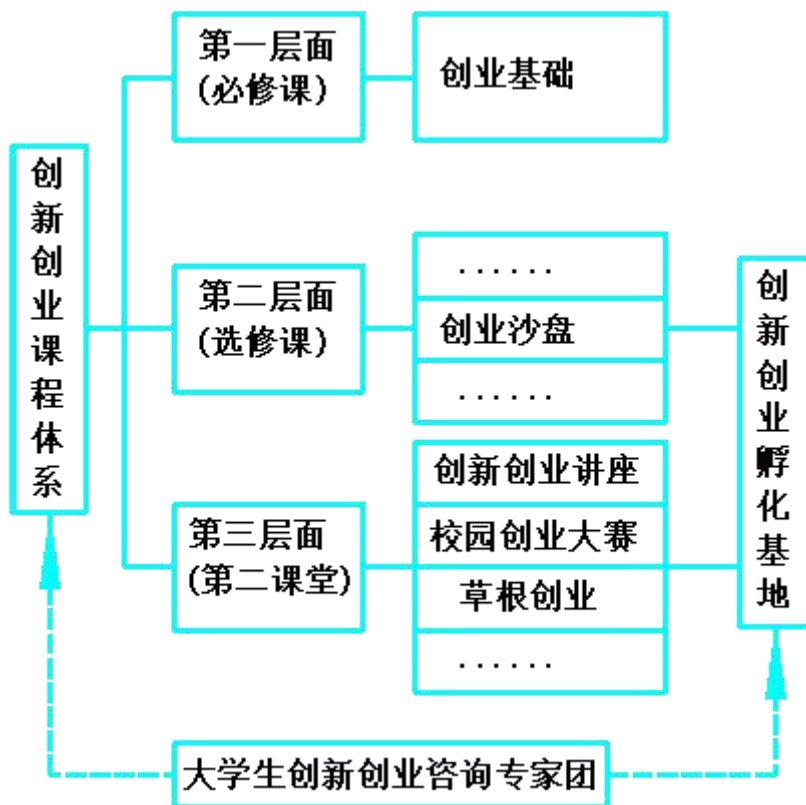 第一层面
(必修课)
创业基础
创新创业课程体系
第二层面
(选修课)
......
创业沙盘
......
创新创业孵化基地
第三层面
(第二课堂)
创新创业讲座
校园创业大赛
草根创业
......
大学生创新创业咨询专家团